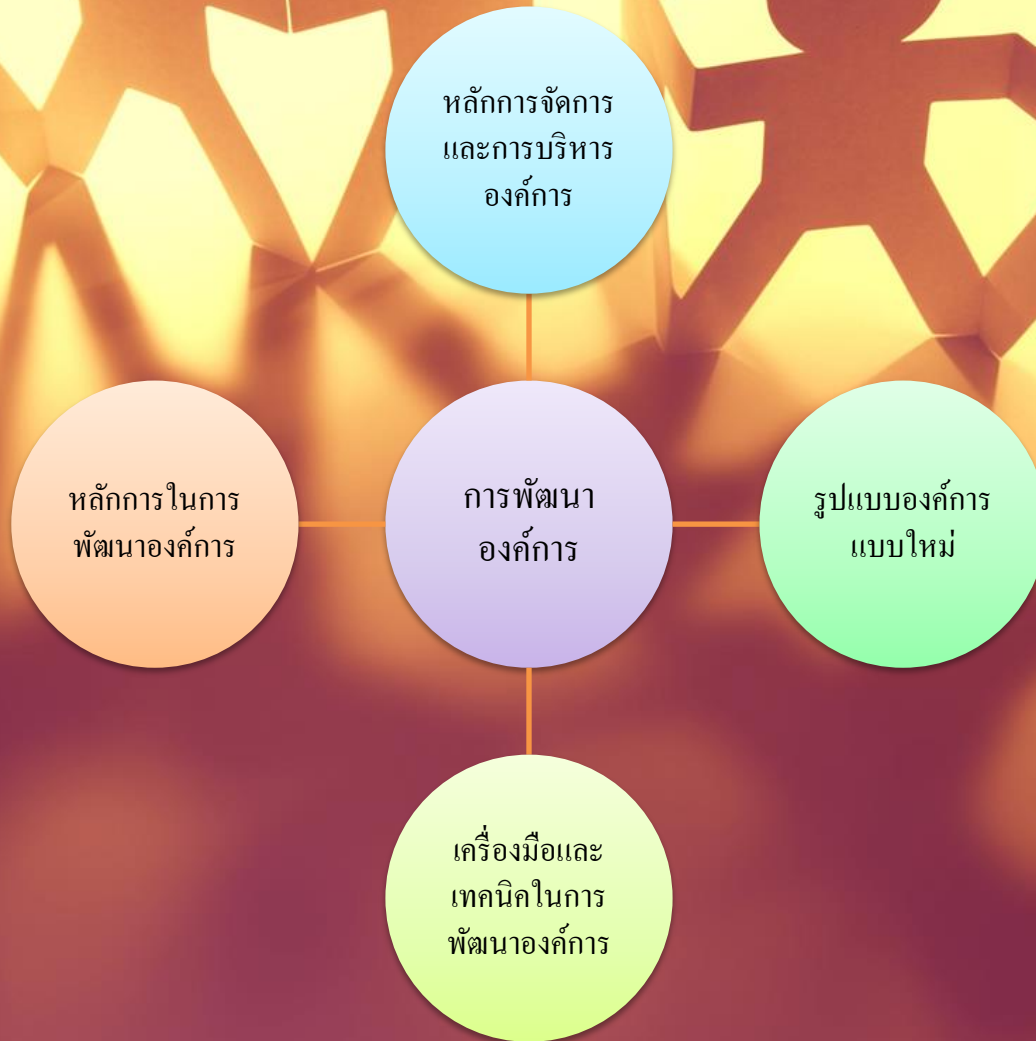 หลักการจัดการ
และการบริหาร
องค์การ
หลักการในการ
พัฒนาองค์การ
การพัฒนา
องค์การ
รูปแบบองค์การ
แบบใหม่
เครื่องมือและ
เทคนิคในการ
พัฒนาองค์การ